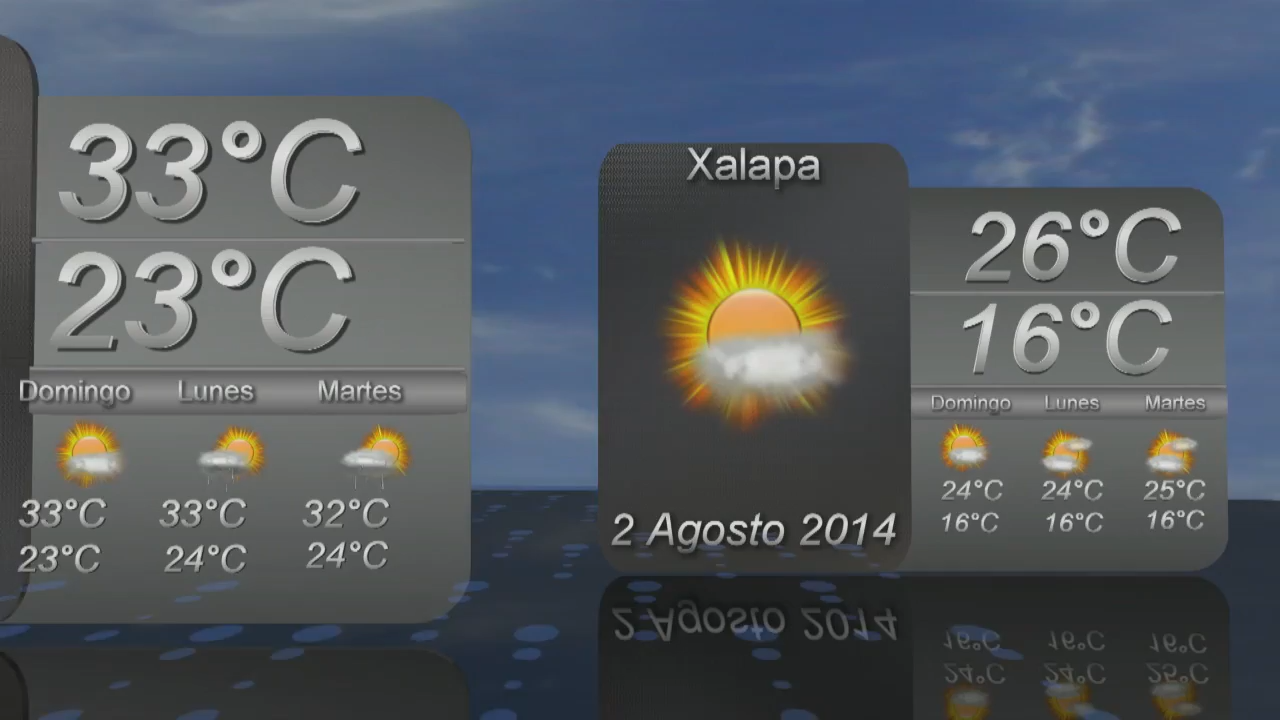 33°C
23°C
Domingo Lunes Martes
33°C 33°C 32°C
23°C 24°C 24°C
Xalapa
2 Agosto 2014
26°C
16°C
Domingo Lunes Martes
24°C 24°C 25°C
16°C 16°C 16°C